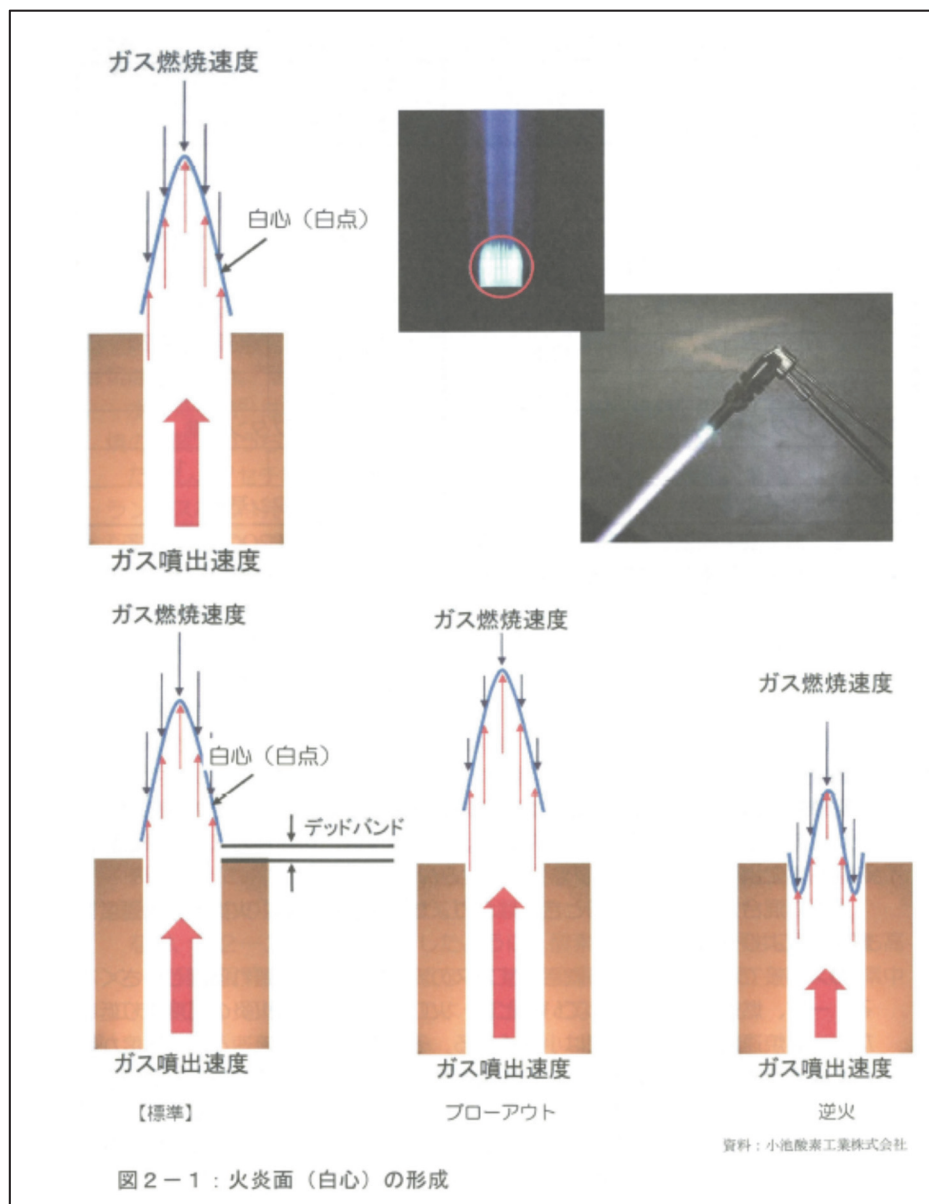 ガス燃焼速度
白心（白点）
ガス噴出速度
ガス燃焼速度
白心（白点）
デッドバンド
ガス噴出速度
【標準】
ガス燃焼速度
ガス噴出速度
ブローアウト
ガス燃焼速度
ガス噴出速度
逆火
資料：小池酸素工業株式会社
図２－１：火炎面（白心）の形成